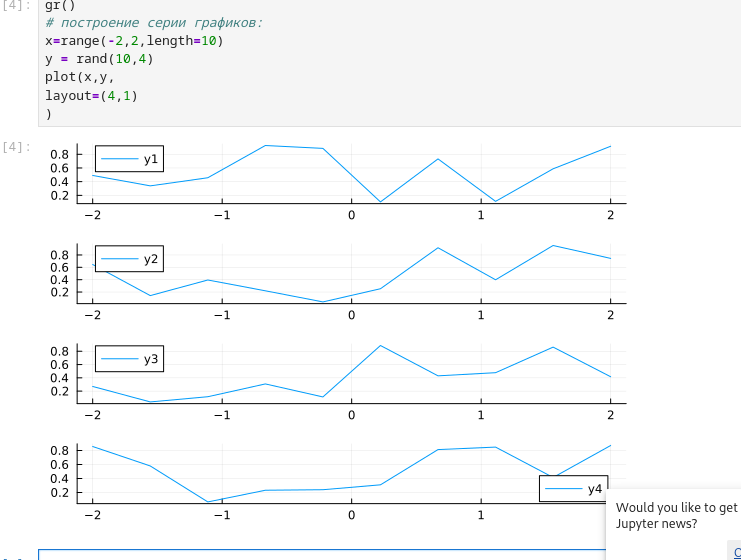 [4]: gr()
# построение серии графиков:
x=range(-2,2,length=10)
y = rand(10,4)
plot(x,y,
layout=(4,1)
)
[4]:
0.8
0.6
0.4
0.2
y1
−2 −1 0 1 2
0.8
0.6
0.4
0.2
y2
−2 −1 0 1 2
0.8
0.6
0.4
0.2
y3
−2 −1 0 1 2
0.8
0.6
0.4
0.2
y4
−2 −1 0 1
Would you like to get
Jupyter news?